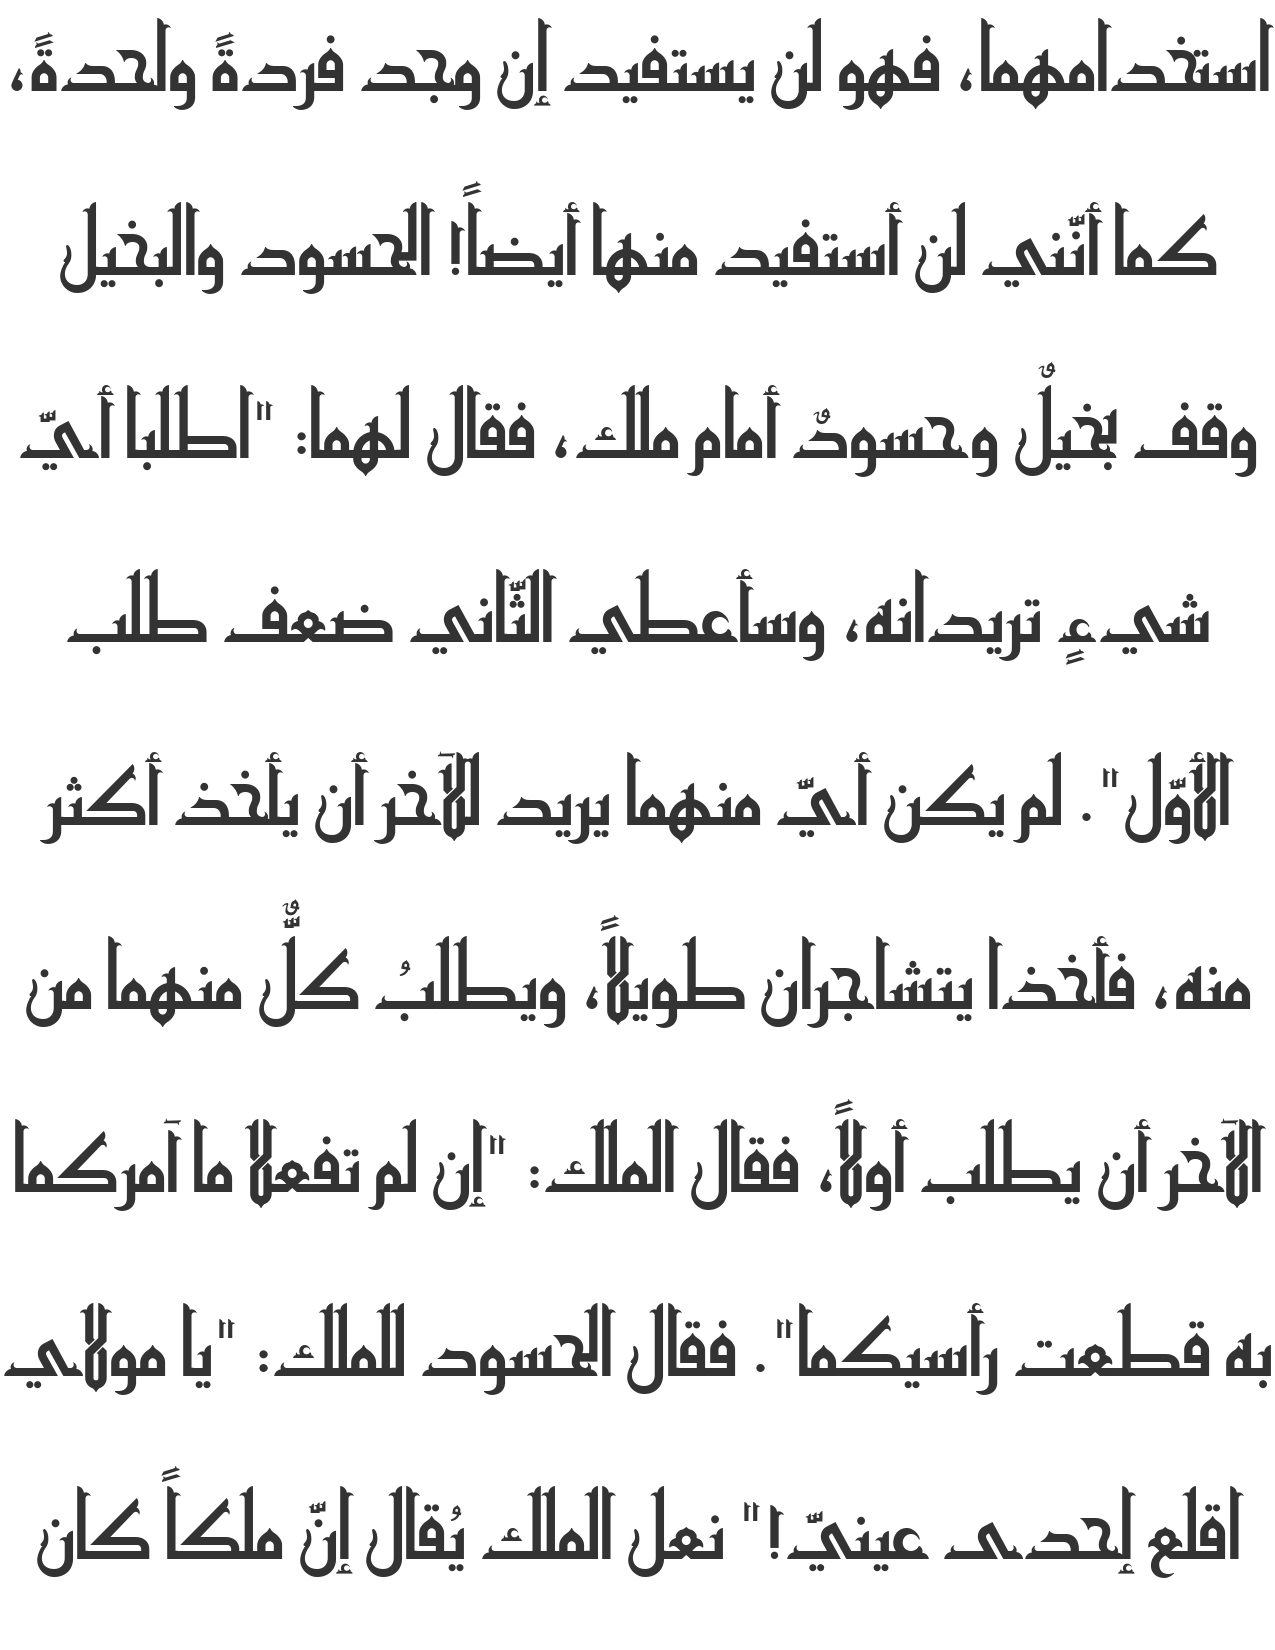 استخدامهما، فهو لن يستفيد إن وجد فردةً واحدةً،
كما أنّني لن أستفيد منها أيضاً! الحسود والبخيل
وقف بخيلٌ وحسودٌ أمام ملك، فقال لهما: "اطلبا أيّ
شيءٍ تريدانه، وسأعطي الثّاني ضعف طلب
الأوّل". لم يكن أيّ منهما يريد للآخر أن يأخذ أكثر
منه، فأخذا يتشاجران طويلاً، ويطلبُ كلٌّ منهما من
الآخر أن يطلب أولاً، فقال الملك: "إن لم تفعلا ما آمركما
به قطعت رأسيكما". فقال الحسود للملك: "يا مولاي
اقلع إحدى عينيّ!" نعل الملك يُقال إنّ ملكاً كان